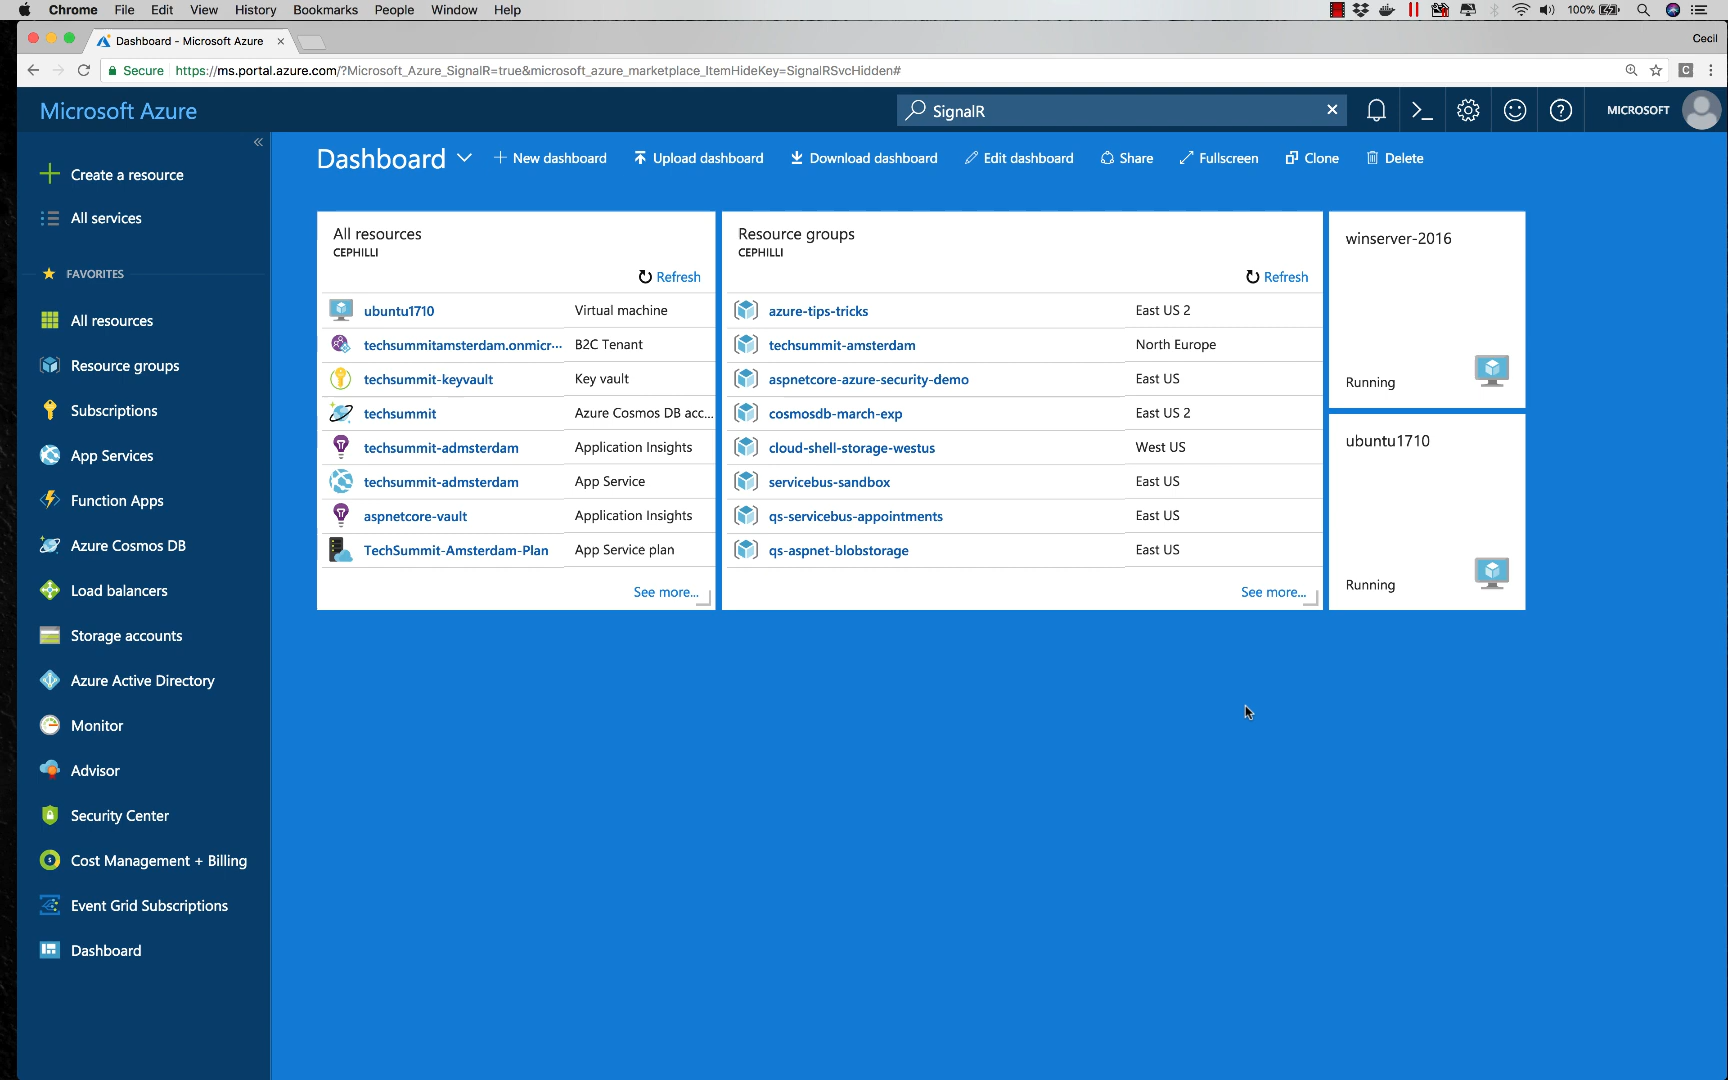 Chrome File Edit View History Bookmarks People Window Help 100%
Dashboard - Microsoft Azure Cecil
Secure https://ms.portal.azure.com/?Microsoft_Azure_SignalR=true&microsoft_azure_marketplace_ItemHideKey=SignalRSvcHidden#
Microsoft Azure SignalR MICROSOFT
Dashboard New dashboard Upload dashboard Download dashboard Edit dashboard Share Fullscreen Clone Delete
Create a resource
All services
FAVORITES
All resources
Resource groups
Subscriptions
App Services
Function Apps
Azure Cosmos DB
Load balancers
Storage accounts
Azure Active Directory
Monitor
Advisor
Security Center
Cost Management + Billing
Event Grid Subscriptions
Dashboard
All resources
CEPHILLI
Refresh
ubuntu1710 Virtual machine
techsummitamsterdam.onmicr... B2C Tenant
techsummit-keyvault Key vault
techsummit Azure Cosmos DB acc...
techsummit-admsterdam Application Insights
techsummit-admsterdam App Service
aspnetcore-vault Application Insights
TechSummit-Amsterdam-Plan App Service plan
See more...
Resource groups
CEPHILLI
Refresh
azure-tips-tricks East US 2
techsummit-amsterdam North Europe
aspnetcore-azure-security-demo East US
cosmosdb-march-exp East US 2
cloud-shell-storage-westus West US
servicebus-sandbox East US
qs-servicebus-appointments East US
qs-aspnet-blobstorage East US
See more...
winserver-2016
Running
ubuntu1710
Running